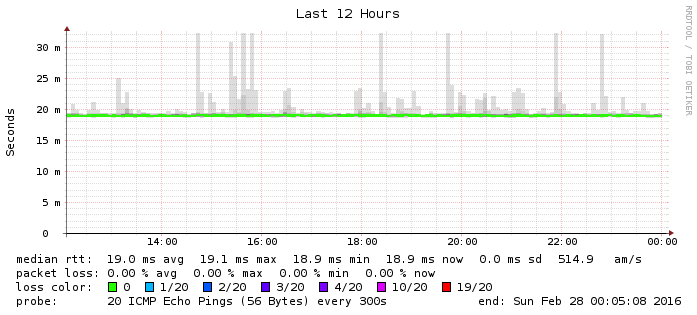 Last 12 Hours
RRDTOOL / TOBI OETIKER
Seconds
30 m
25 m
20 m
15 m
10 m
5 m
0
14:00 16:00 18:00 20:00 22:00 00:00
median rtt: 19.0 ms avg 19.1 ms max 18.9 ms min 18.9 ms now 0.0 ms sd 514.9 am/s
packet loss: 0.00 % avg 0.00 % max 0.00 % min 0.00 % now
loss color: 0 1/20 2/20 3/20 4/20 10/20 19/20
probe: 20 ICMP Echo Pings (56 Bytes) every 300s end: Sun Feb 28 00:05:08 2016